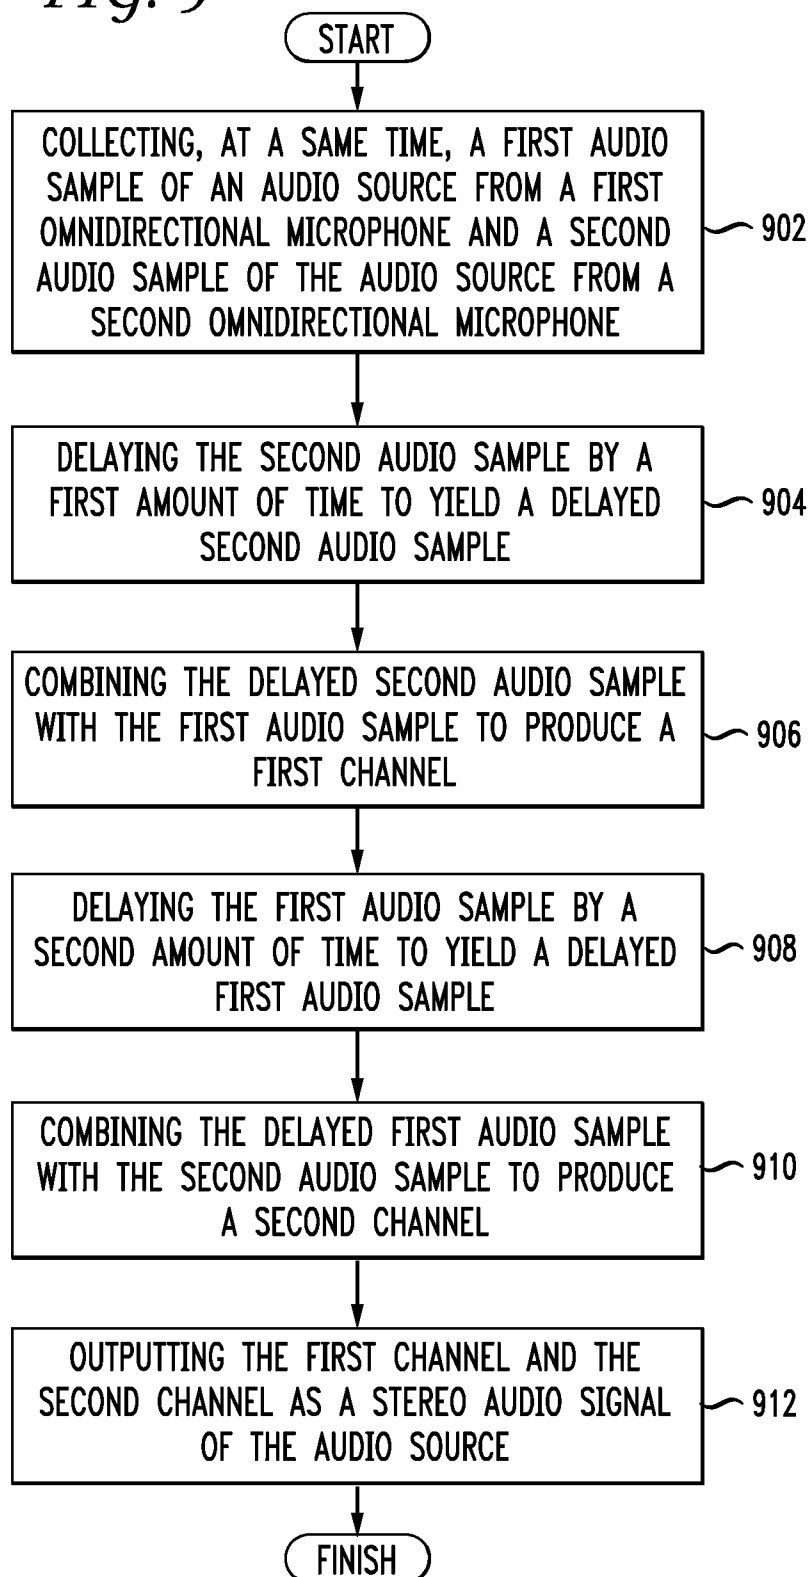 FIG. 9
START
COLLECTING, AT A SAME TIME, A FIRST AUDIO
SAMPLE OF AN AUDIO SOURCE FROM A FIRST
OMNIDIRECTIONAL MICROPHONE AND A SECOND
AUDIO SAMPLE OF THE AUDIO SOURCE FROM A
SECOND OMNIDIRECTIONAL MICROPHONE
902
DELAYING THE SECOND AUDIO SAMPLE BY A
FIRST AMOUNT OF TIME TO YIELD A DELAYED
SECOND AUDIO SAMPLE
904
COMBINING THE DELAYED SECOND AUDIO SAMPLE
WITH THE FIRST AUDIO SAMPLE TO PRODUCE A
FIRST CHANNEL
906
DELAYING THE FIRST AUDIO SAMPLE BY A
SECOND AMOUNT OF TIME TO YIELD A DELAYED
FIRST AUDIO SAMPLE
908
COMBINING THE DELAYED FIRST AUDIO SAMPLE
WITH THE SECOND AUDIO SAMPLE TO PRODUCE
A SECOND CHANNEL
910
OUTPUTTING THE FIRST CHANNEL AND THE
SECOND CHANNEL AS A STEREO AUDIO SIGNAL
OF THE AUDIO SOURCE
912
FINISH